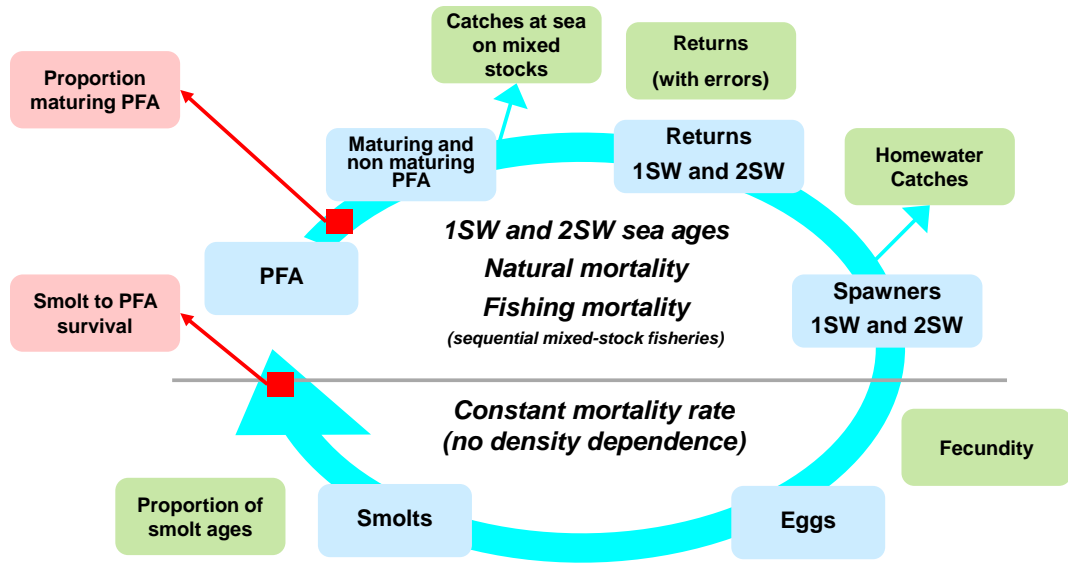 Catches at sea
on mixed
stocks
Returns
(with errors)
Proportion
maturing PFA
Maturing and
non maturing
PFA
Returns
1SW and 2SW
Homewater
Catches
1SW and 2SW sea ages
Natural mortality
Fishing mortality
(sequential mixed-stock fisheries)
PFA
Smolt to PFA
survival
Spawners
1SW and 2SW
Constant mortality rate
(no density dependence)
Fecundity
Proportion of
smolt ages
Smolts
Eggs